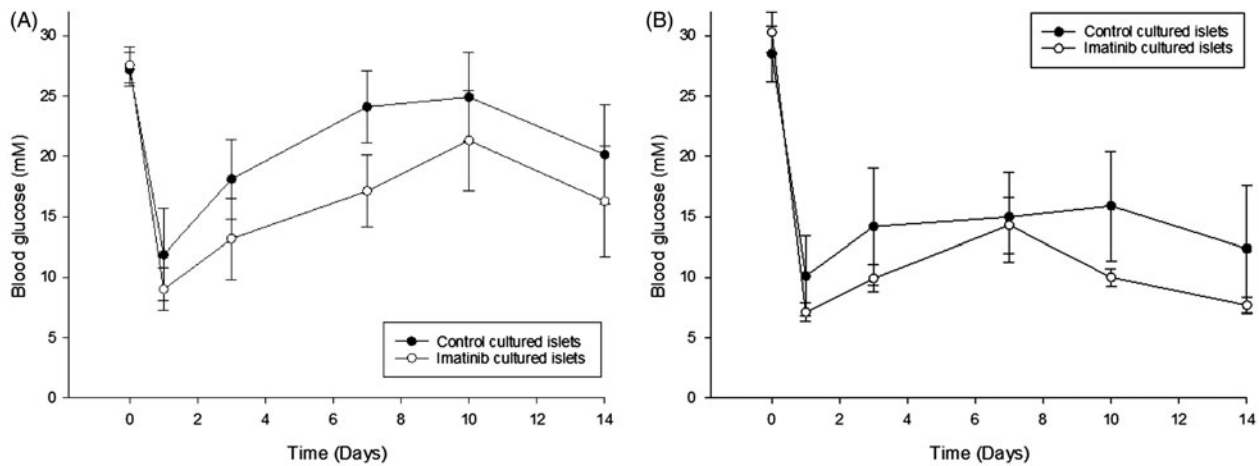 (A)
Blood glucose (mM)
30
25
20
15
10
5
0
Control cultured islets
Imatinib cultured islets
0 2 4 6 8 10 12 14
Time (Days)
(B)
Blood glucose (mM)
30
25
20
15
10
5
0
Control cultured islets
Imatinib cultured islets
0 2 4 6 8 10 12 14
Time (Days)